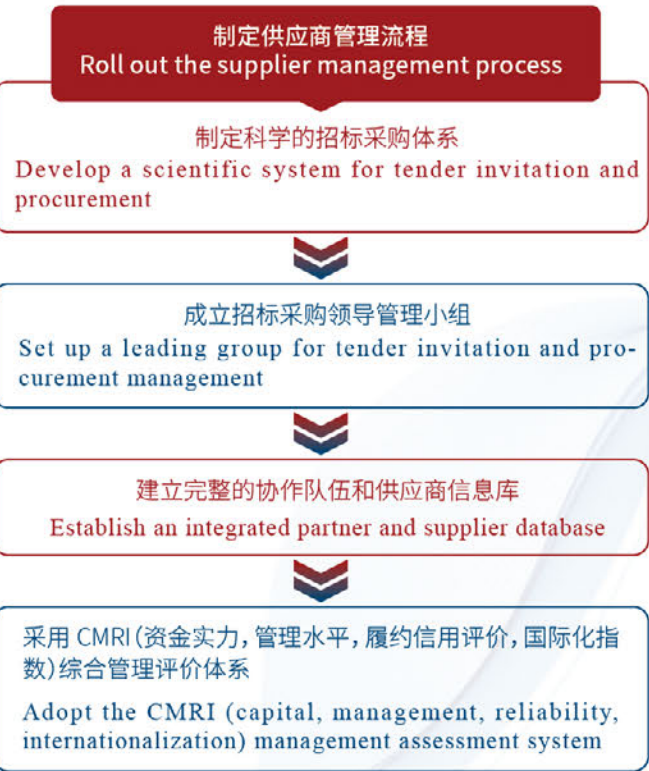 制定供应商管理流程
Roll out the supplier management process
制定科学的招标采购体系
Develop a scientific system for tender invitation and
procurement
成立招标采购领导管理小组
Set up a leading group for tender invitation and pro-
curement management
建立完整的协作队伍和供应商信息库
Establish an integrated partner and supplier database
采用 CMRI（资金实力，管理水平，履约信用评价，国际化指
数）综合管理评价体系
Adopt the CMRI (capital, management, reliability,
internationalization) management assessment system